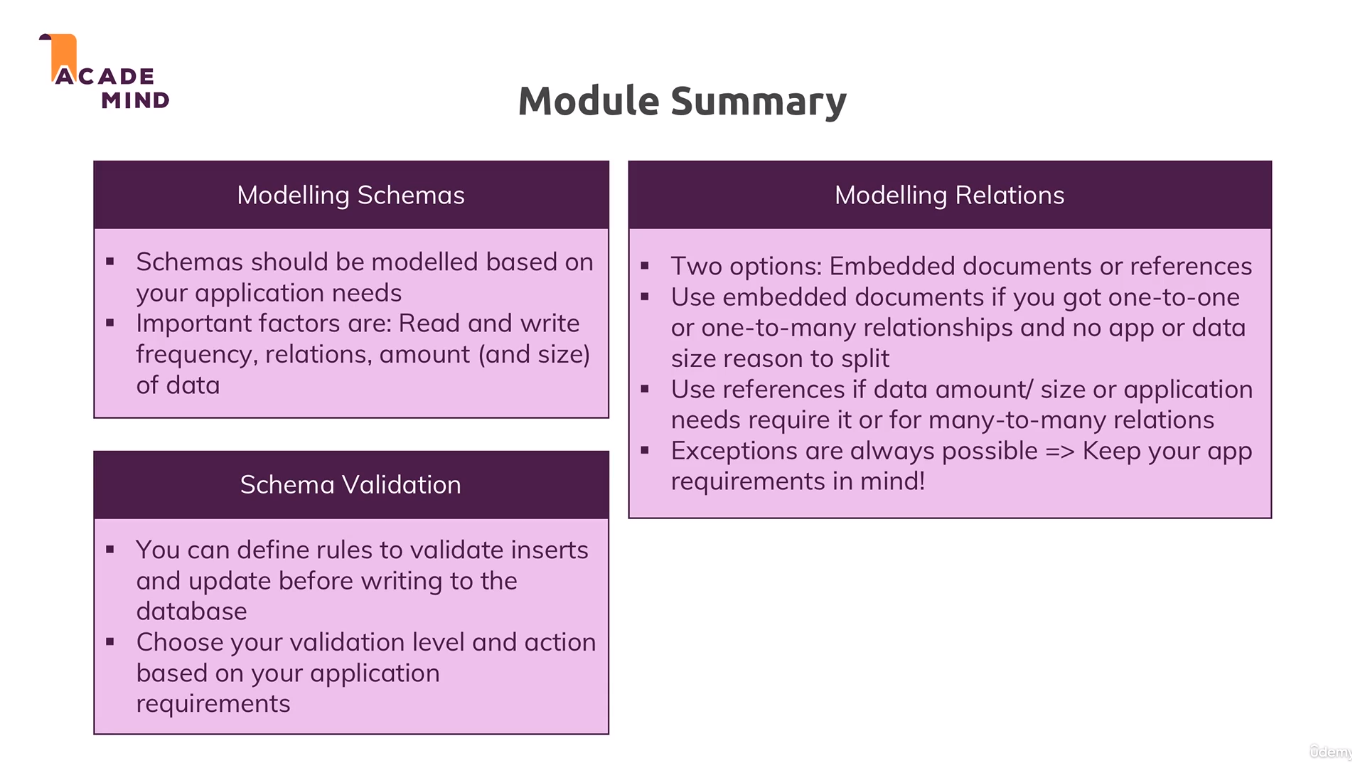 ACADE
MIND
Module Summary
Modelling Schemas
▪ Schemas should be modelled based on
your application needs
▪ Important factors are: Read and write
frequency, relations, amount (and size)
of data
Schema Validation
▪ You can define rules to validate inserts
and update before writing to the
database
▪ Choose your validation level and action
based on your application
requirements
Modelling Relations
▪ Two options: Embedded documents or references
▪ Use embedded documents if you got one-to-one
or one-to-many relationships and no app or data
size reason to split
▪ Use references if data amount/ size or application
needs require it or for many-to-many relations
▪ Exceptions are always possible => Keep your app
requirements in mind!
ûdemy